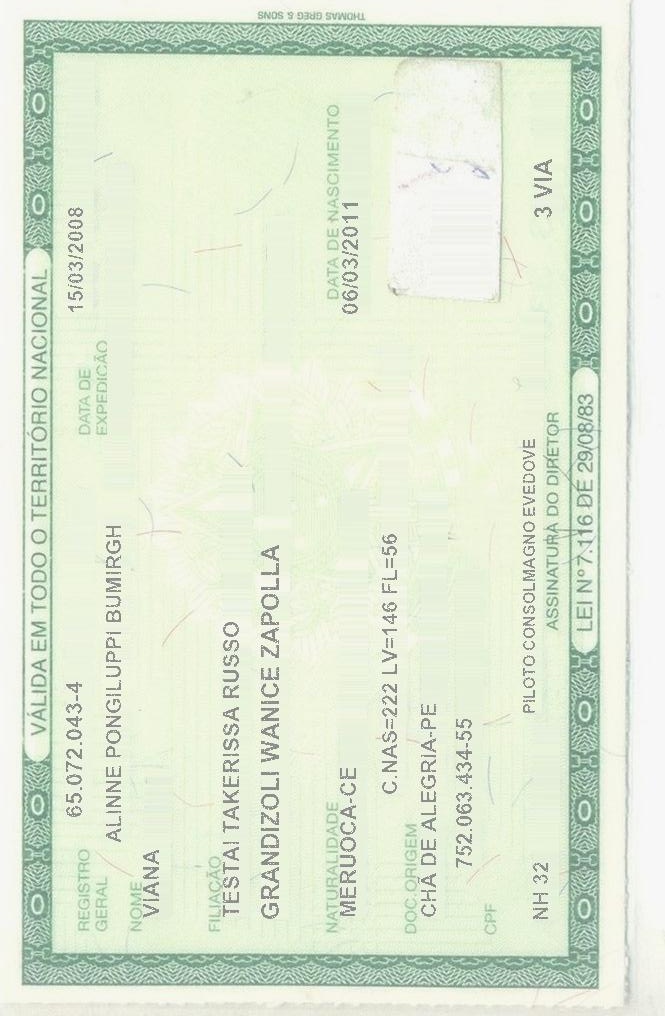 VÁLIDA EM TODO O TERRITÓRIO NACIONAL
REGISTRO GERAL 65.072.043-4 DATA DE EXPEDIÇÃO 15/03/2008
NOME ALINNE PONGILUPPI BUMIRGH
VIANA
FILIAÇÃO
TESTAI TAKERISSA RUSSO
GRANDIZOLI WANICE ZAPOLLA
NATURALIDADE DATA DE NASCIMENTO
MERUOCA-CE 06/03/2011
C.NAS=222 LV=146 FL=56
DOC.ORIGEM
CHÃ DE ALEGRIA-PE
752.063.434-55
CPF
PILOTO CONSOLMAGNO EVEDOVE
NH 32 3 VIA
ASSINATURA DO DIRETOR
LEI Nº 7.116 DE 29/08/83
THOMAS GREG & SONS